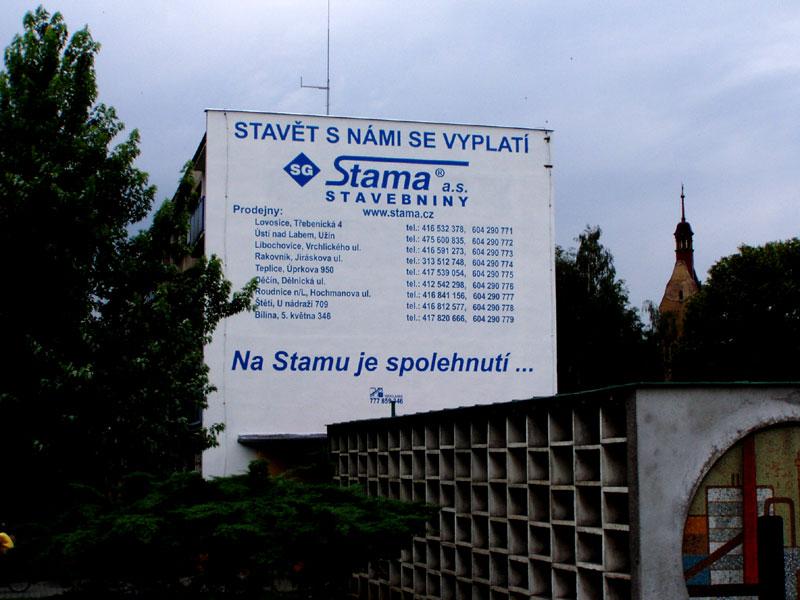 STAVĚT S NÁMI SE VYPLATÍ
SG Stama® a.s.
STAVEBNINY
www.stama.cz
Prodejny:
Lovosice, Třebenická 4 tel.: 416 532 378, 604 290 771
Ústí nad Labem, Užín tel.: 475 600 835, 604 290 772
Libochovice, Vrchlického ul. tel.: 416 591 273, 604 290 773
Rakovník, Jiráskova ul. tel.: 313 512 748, 604 290 774
Teplice, Úprkova 950 tel.: 417 539 054, 604 290 775
Děčín, Dělnická ul. tel.: 412 542 298, 604 290 776
Roudnice n/L, Hochmanova ul. tel.: 416 841 156, 604 290 777
Štětí, U nádraží 709 tel.: 416 812 577, 604 290 778
Bílina, 5. května 346 tel.: 417 820 666, 604 290 779
Na Stamu je spolehnutí ...